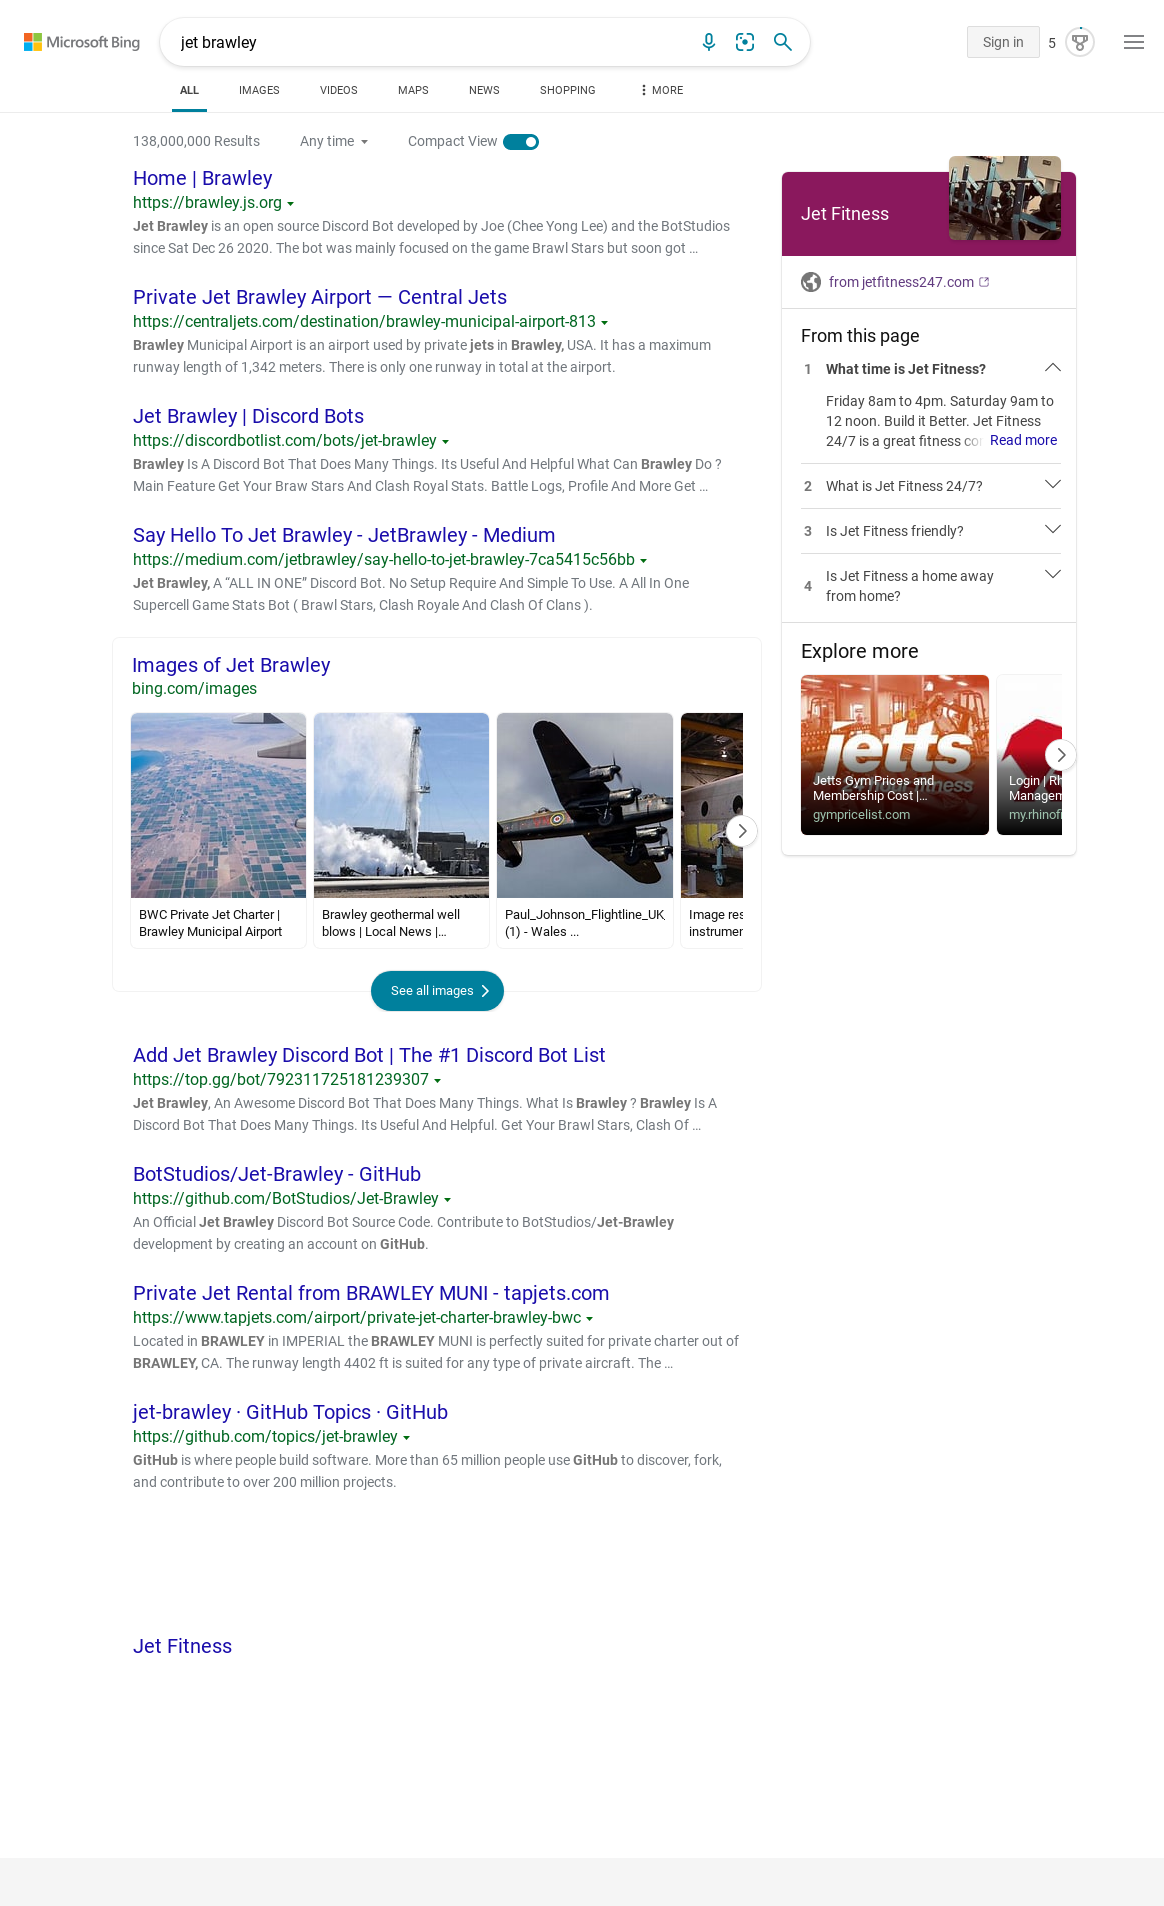 Microsoft Bing
jet brawley
Sign in
5
ALL
IMAGES
VIDEOS
MAPS
NEWS
SHOPPING
MORE
138,000,000 Results
Any time
Compact View
Home | Brawley
https://brawley.js.org
Jet Brawley is an open source Discord Bot developed by Joe (Chee Yong Lee) and the BotStudios
since Sat Dec 26 2020. The bot was mainly focused on the game Brawl Stars but soon got ...
Private Jet Brawley Airport — Central Jets
https://centraljets.com/destination/brawley-municipal-airport-813
Brawley Municipal Airport is an airport used by private jets in Brawley, USA. It has a maximum
runway length of 1,342 meters. There is only one runway in total at the airport.
Jet Brawley | Discord Bots
https://discordbotlist.com/bots/jet-brawley
Brawley Is A Discord Bot That Does Many Things. Its Useful And Helpful What Can Brawley Do ?
Main Feature Get Your Braw Stars And Clash Royal Stats. Battle Logs, Profile And More Get ...
Say Hello To Jet Brawley - JetBrawley - Medium
https://medium.com/jetbrawley/say-hello-to-jet-brawley-7ca5415c56bb
Jet Brawley, A “ALL IN ONE” Discord Bot. No Setup Require And Simple To Use. A All In One
Supercell Game Stats Bot ( Brawl Stars, Clash Royale And Clash Of Clans ).
Images of Jet Brawley
bing.com/images
BWC Private Jet Charter |
Brawley Municipal Airport
Brawley geothermal well
blows | Local News |...
Paul_Johnson_Flightline_UK
(1) - Wales ...
Image res
instrumen
See all images
Add Jet Brawley Discord Bot | The #1 Discord Bot List
https://top.gg/bot/792311725181239307
Jet Brawley, An Awesome Discord Bot That Does Many Things. What Is Brawley ? Brawley Is A
Discord Bot That Does Many Things. Its Useful And Helpful. Get Your Brawl Stars, Clash Of ...
BotStudios/Jet-Brawley - GitHub
https://github.com/BotStudios/Jet-Brawley
An Official Jet Brawley Discord Bot Source Code. Contribute to BotStudios/Jet-Brawley
development by creating an account on GitHub.
Private Jet Rental from BRAWLEY MUNI - tapjets.com
https://www.tapjets.com/airport/private-jet-charter-brawley-bwc
Located in BRAWLEY in IMPERIAL the BRAWLEY MUNI is perfectly suited for private charter out of
BRAWLEY, CA. The runway length 4402 ft is suited for any type of private aircraft. The ...
jet-brawley · GitHub Topics · GitHub
https://github.com/topics/jet-brawley
GitHub is where people build software. More than 65 million people use GitHub to discover, fork,
and contribute to over 200 million projects.
Jet Fitness
Jet Fitness
from jetfitness247.com
From this page
1 What time is Jet Fitness?
Friday 8am to 4pm. Saturday 9am to
12 noon. Build it Better. Jet Fitness
24/7 is a great fitness co Read more
2 What is Jet Fitness 24/7?
3 Is Jet Fitness friendly?
4 Is Jet Fitness a home away
from home?
Explore more
jetts
24 hour fitness
Jetts Gym Prices and
Membership Cost |...
gympricelist.com
Login | Rh
Managem
my.rhinofi